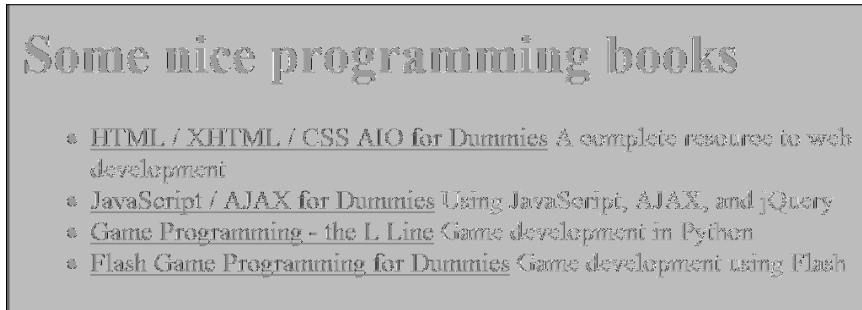 Some nice programming books
HTML / XHTML / CSS AIO for Dummies A complete resource to web
development
JavaScript / AJAX for Dummies Using JavaScript, AJAX, and jQuery
Game Programming - the L Line Game development in Python
Flash Game Programming for Dummies Game development using Flash